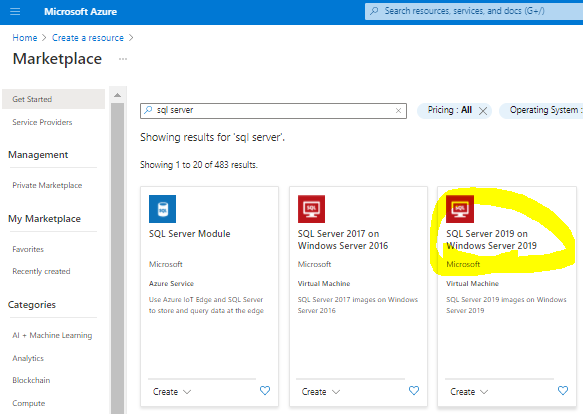 Microsoft Azure
Search resources, services, and docs (G+/)
Home > Create a resource >
Marketplace ...
Get Started
Service Providers
Management
Private Marketplace
My Marketplace
Favorites
Recently created
Categories
AI + Machine Learning
Analytics
Blockchain
Compute
sql server
Pricing : All
Operating System :
Showing results for 'sql server'.
Showing 1 to 20 of 483 results.
SQL
SQL Server Module
Microsoft
Azure Service
Use Azure IoT Edge and SQL Server
to store and query data at the edge
Create
SQL
SQL Server 2017 on
Windows Server 2016
Microsoft
Virtual Machine
SQL Server 2017 images on Windows
Server 2016
Create
SQL
SQL Server 2019 on
Windows Server 2019
Microsoft
Virtual Machine
SQL Server 2019 images on Windows
Server 2019
Create